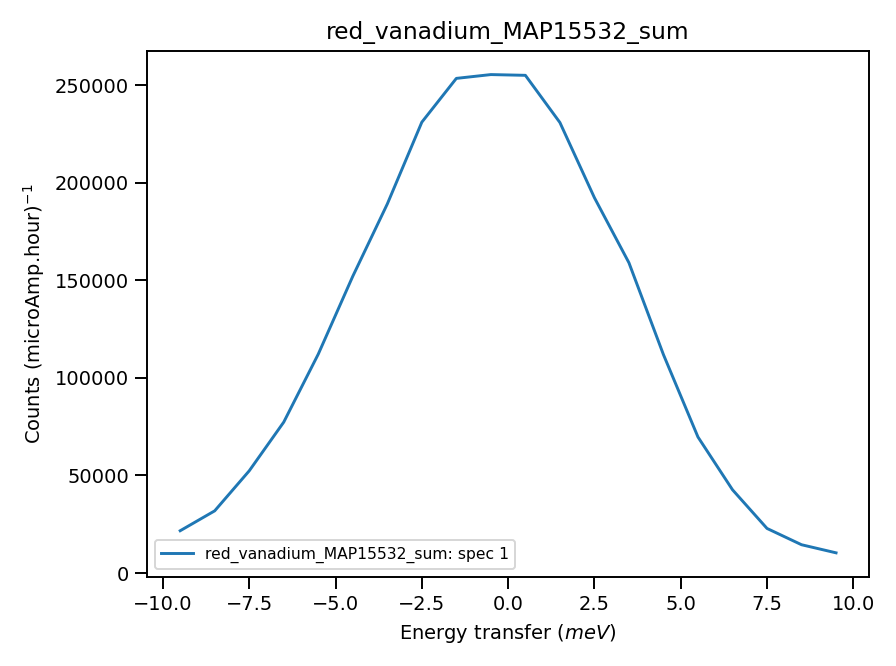 red_vanadium_MAP15532_sum
Counts (microAmp.hour)⁻¹
250000
200000
150000
100000
50000
0
red_vanadium_MAP15532_sum: spec 1
−10.0 −7.5 −5.0 −2.5 0.0 2.5 5.0 7.5 10.0
Energy transfer (meV)